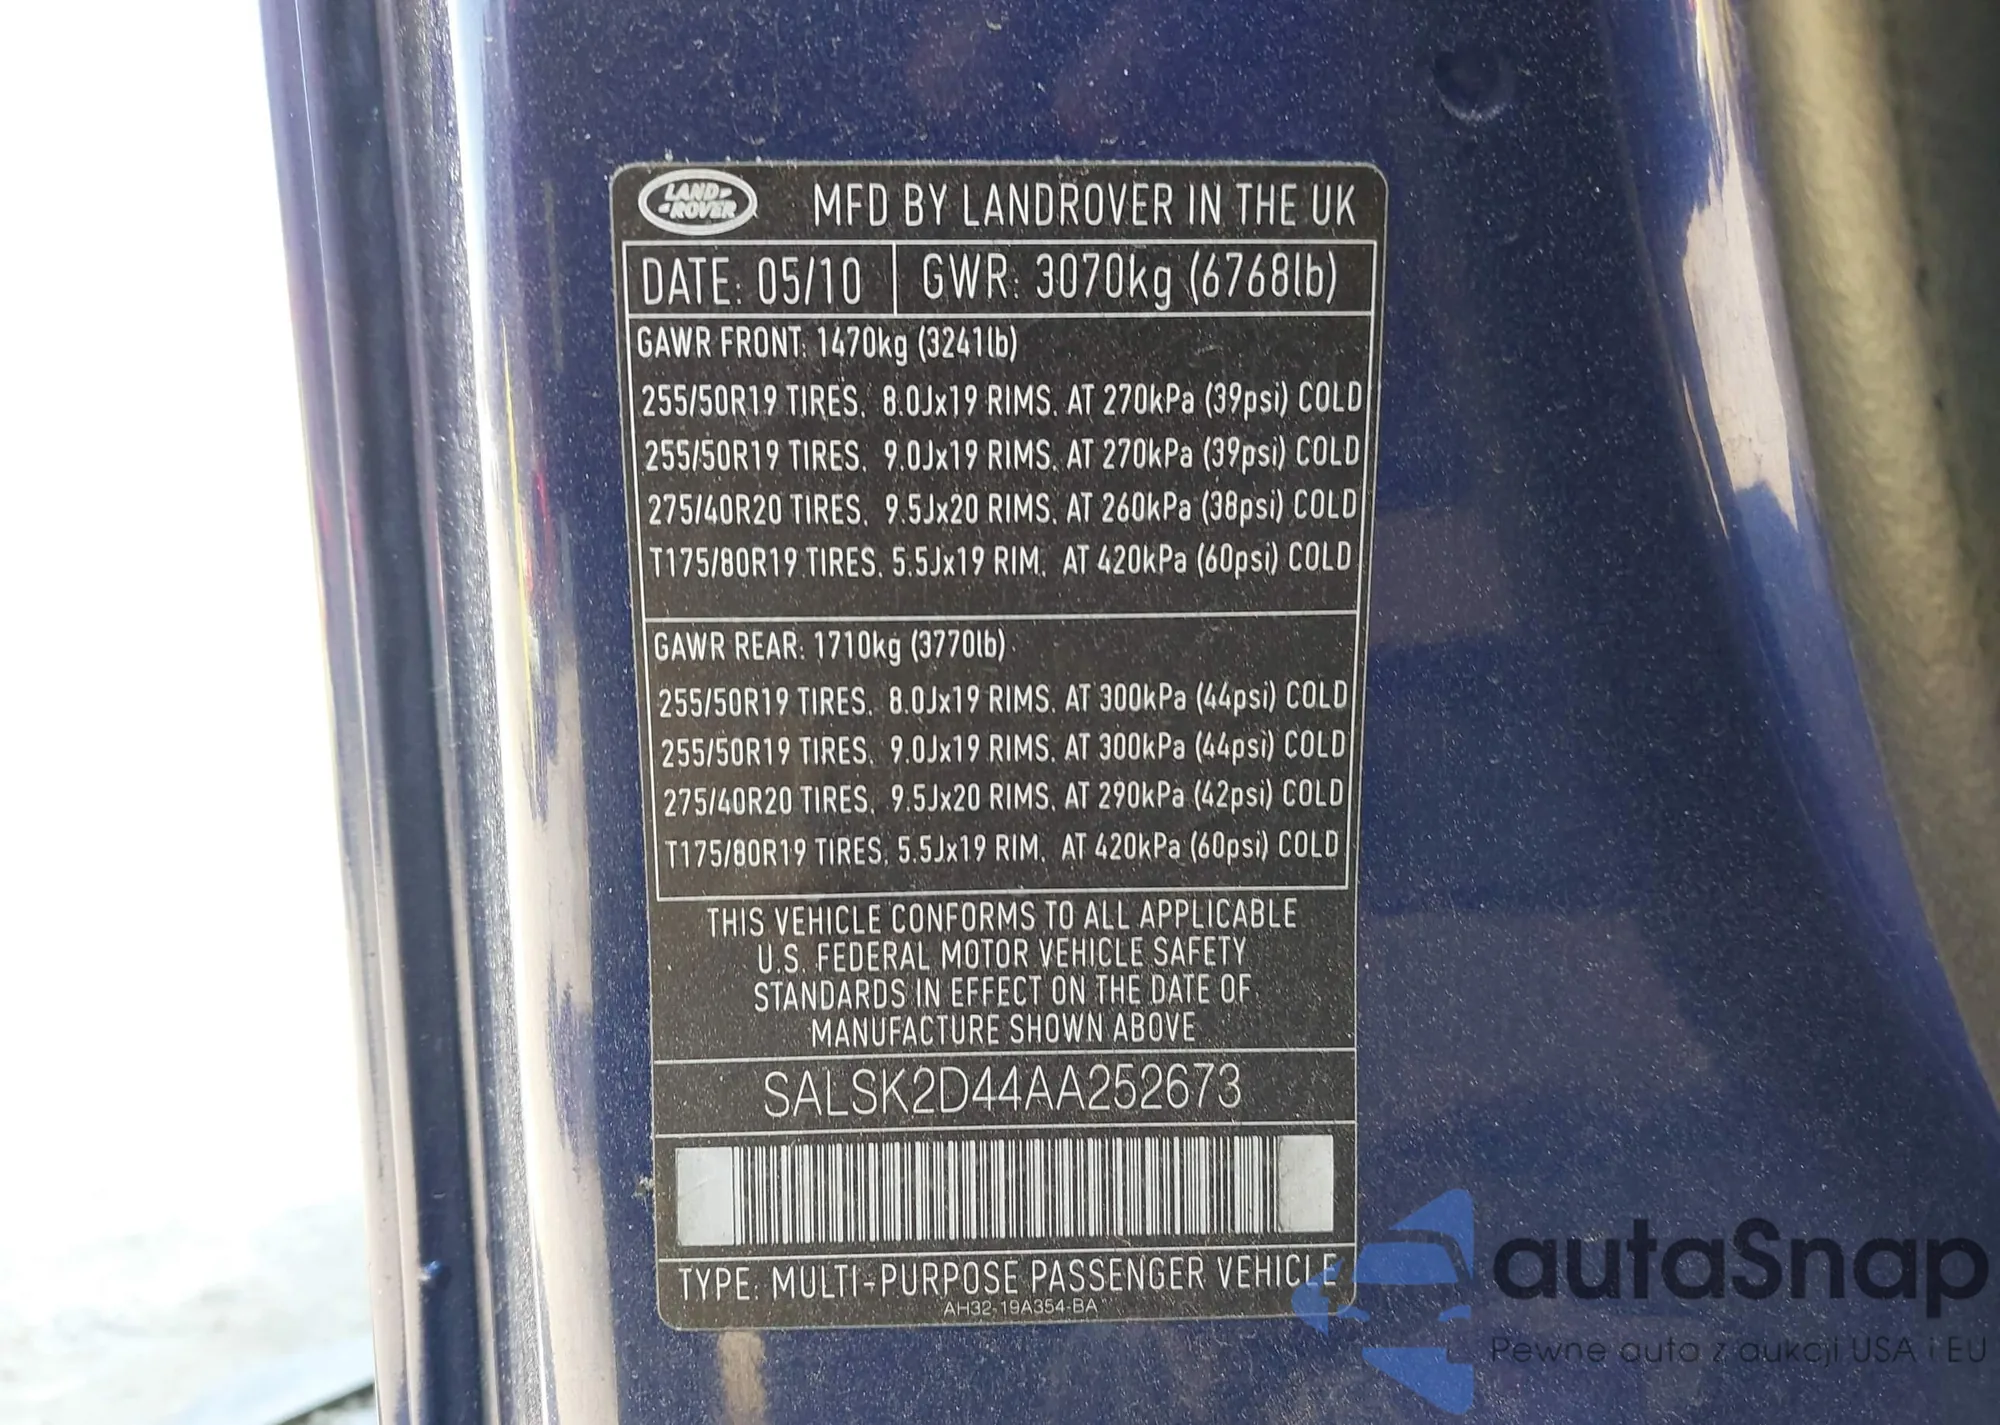 LAND ROVER
MFD BY LANDROVER IN THE UK
DATE: 05/10 GWR: 3070kg (6768lb)
GAWR FRONT: 1470kg (3241lb)
255/50R19 TIRES, 8.0Jx19 RIMS, AT 270kPa (39psi) COLD
255/50R19 TIRES, 9.0Jx19 RIMS, AT 270kPa (39psi) COLD
275/40R20 TIRES, 9.5Jx20 RIMS, AT 260kPa (38psi) COLD
T175/80R19 TIRES, 5.5Jx19 RIM, AT 420kPa (60psi) COLD
GAWR REAR: 1710kg (3770lb)
255/50R19 TIRES, 8.0Jx19 RIMS, AT 300kPa (44psi) COLD
255/50R19 TIRES, 9.0Jx19 RIMS, AT 300kPa (44psi) COLD
275/40R20 TIRES, 9.5Jx20 RIMS, AT 290kPa (42psi) COLD
T175/80R19 TIRES, 5.5Jx19 RIM, AT 420kPa (60psi) COLD
THIS VEHICLE CONFORMS TO ALL APPLICABLE
U.S. FEDERAL MOTOR VEHICLE SAFETY
STANDARDS IN EFFECT ON THE DATE OF
MANUFACTURE SHOWN ABOVE
SALSK2D44AA252673
TYPE: MULTI-PURPOSE PASSENGER VEHICLE
AH32-19A354-BA
autaSnap
Pewne auta z aukcji USA i EU